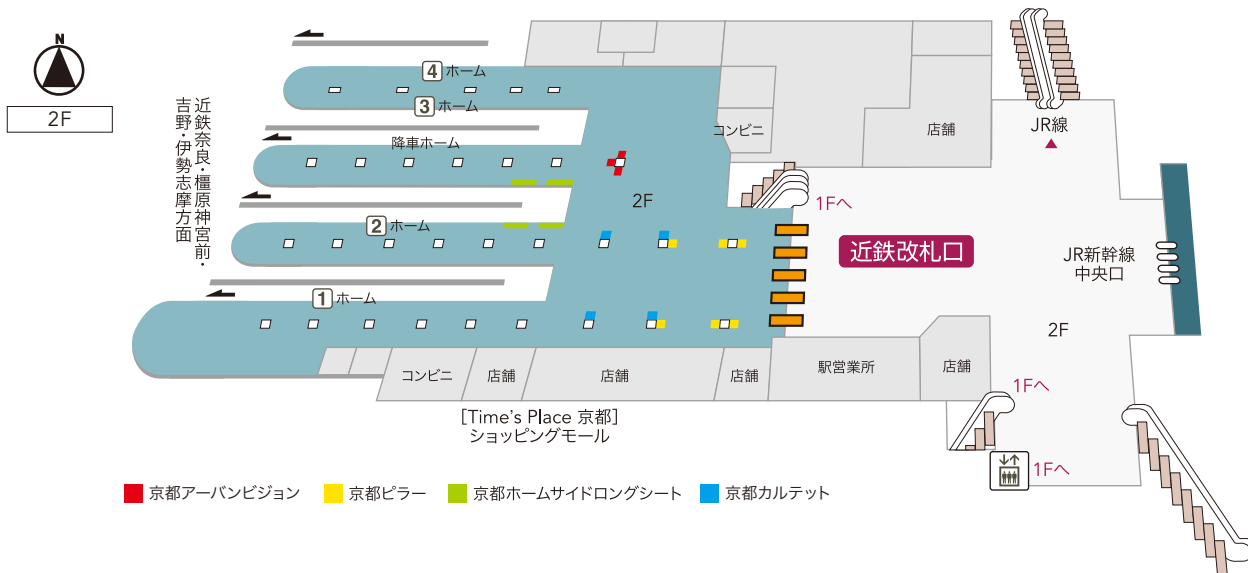 N
2F
近鉄奈良・橿原神宮前・
吉野・伊勢志摩方面
4 ホーム
3 ホーム
降車ホーム
2 ホーム
1 ホーム
コンビニ
店舗
JR線
2F
1Fへ
近鉄改札口
JR新幹線
中央口
2F
コンビニ
店舗
店舗
店舗
駅営業所
店舗
1Fへ
1Fへ
[Time's Place 京都]
ショッピングモール
京都アーバンビジョン
京都ピラー
京都ホームサイドロングシート
京都カルテット